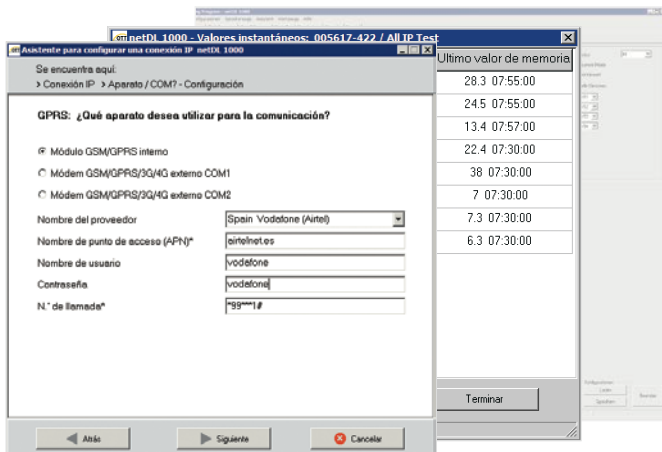 OTT netDL 1000 - Valores instantáneos: 005617-422 / All IP Test
OTT Asistente para configurar una conexión IP netDL 1000
Se encuentra aquí:
> Conexión IP > Aparato / COM? - Configuración
GPRS: ¿Qué aparato desea utilizar para la comunicación?
Módulo GSM/GPRS interno
Módem GSM/GPRS/3G/4G externo COM1
Módem GSM/GPRS/3G/4G externo COM2
Nombre del proveedor Spain Vodafone (Airtel)
Nombre de punto de acceso (APN)* airtelnet.es
Nombre de usuario vodafone
Contraseña vodafone
N.° de llamada* *99***1#
Atrás Siguiente Cancelar
Ultimo valor de memoria
28.3 07:55:00
24.5 07:55:00
13.4 07:57:00
22.4 07:30:00
38 07:30:00
7 07:30:00
7.3 07:30:00
6.3 07:30:00
Terminar